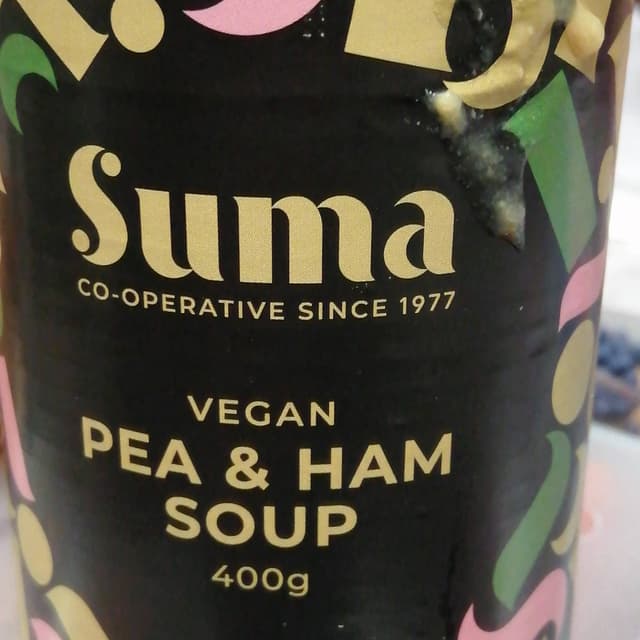 Suma
CO-OPERATIVE SINCE 1977
VEGAN
PEA & HAM
SOUP
400g